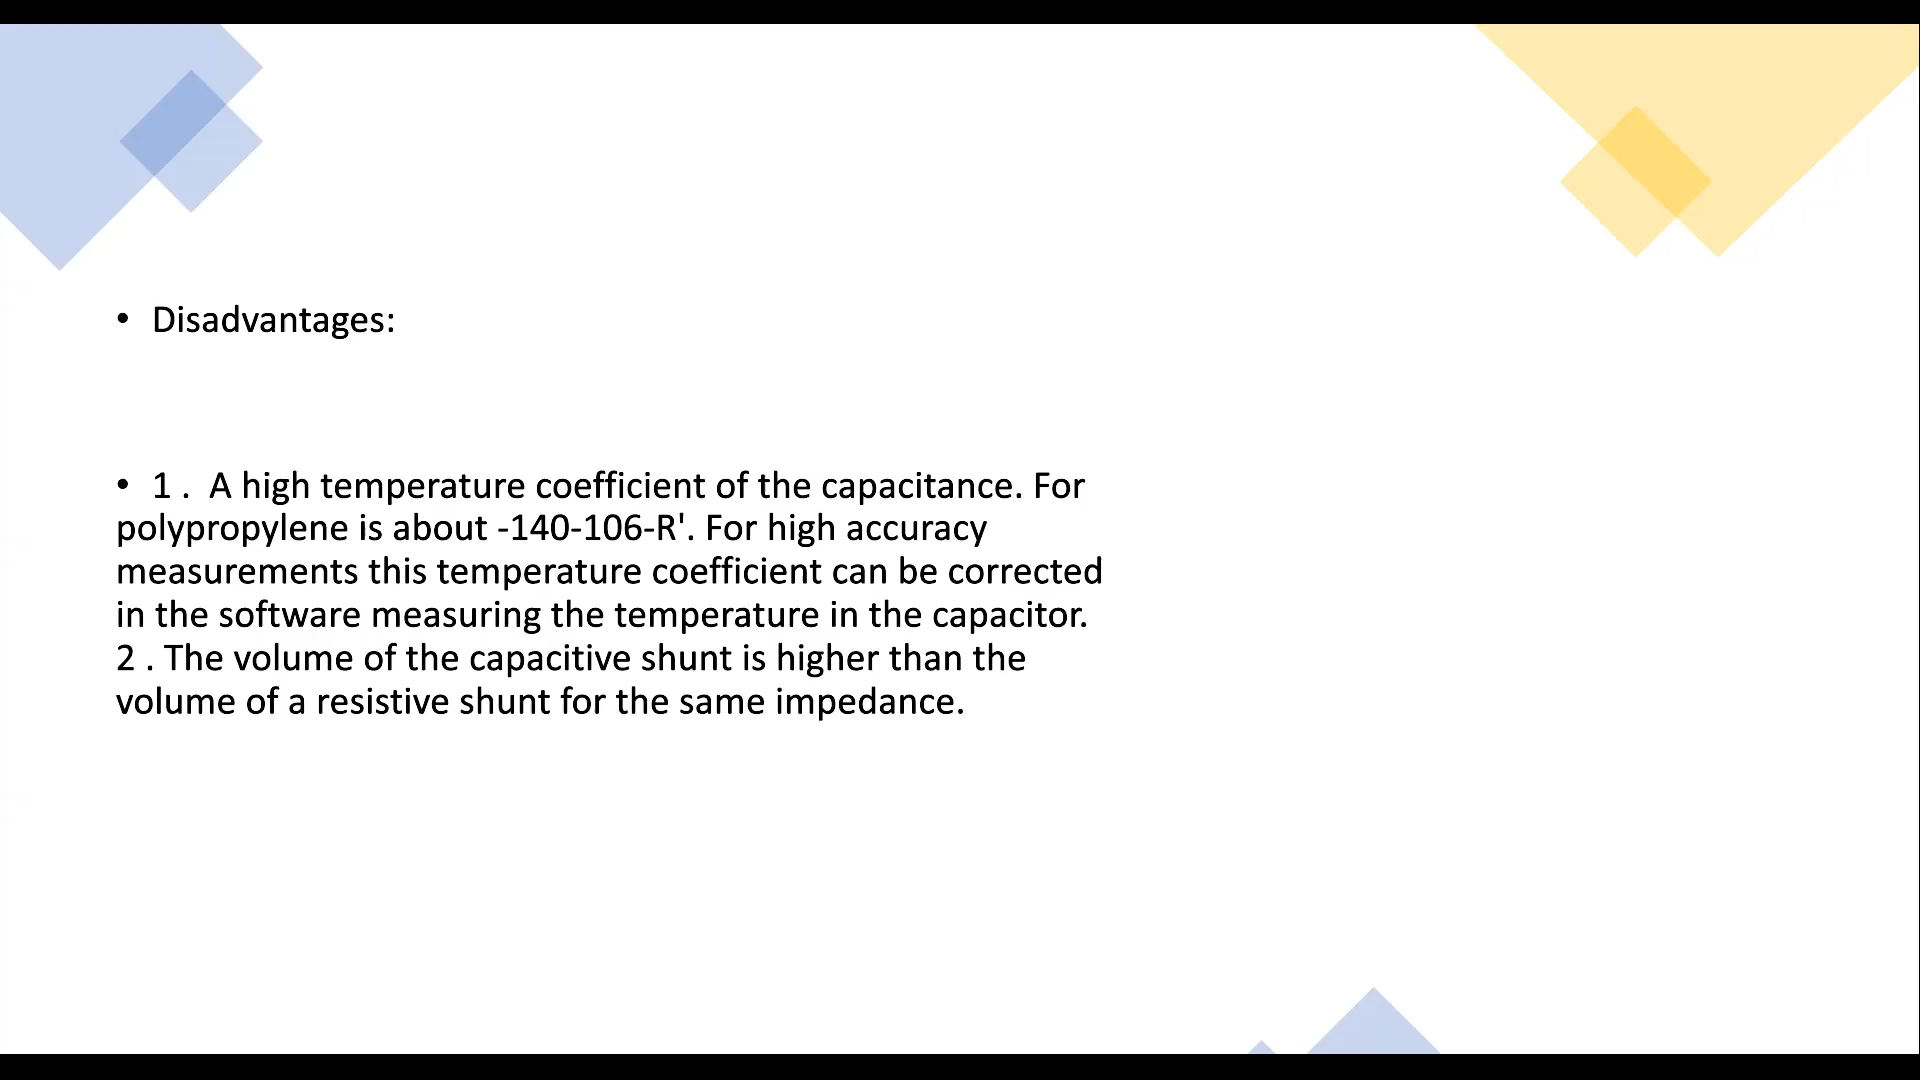 • Disadvantages:
• 1 .  A high temperature coefficient of the capacitance. For
polypropylene is about -140-106-R'. For high accuracy
measurements this temperature coefficient can be corrected
in the software measuring the temperature in the capacitor.
2 . The volume of the capacitive shunt is higher than the
volume of a resistive shunt for the same impedance.